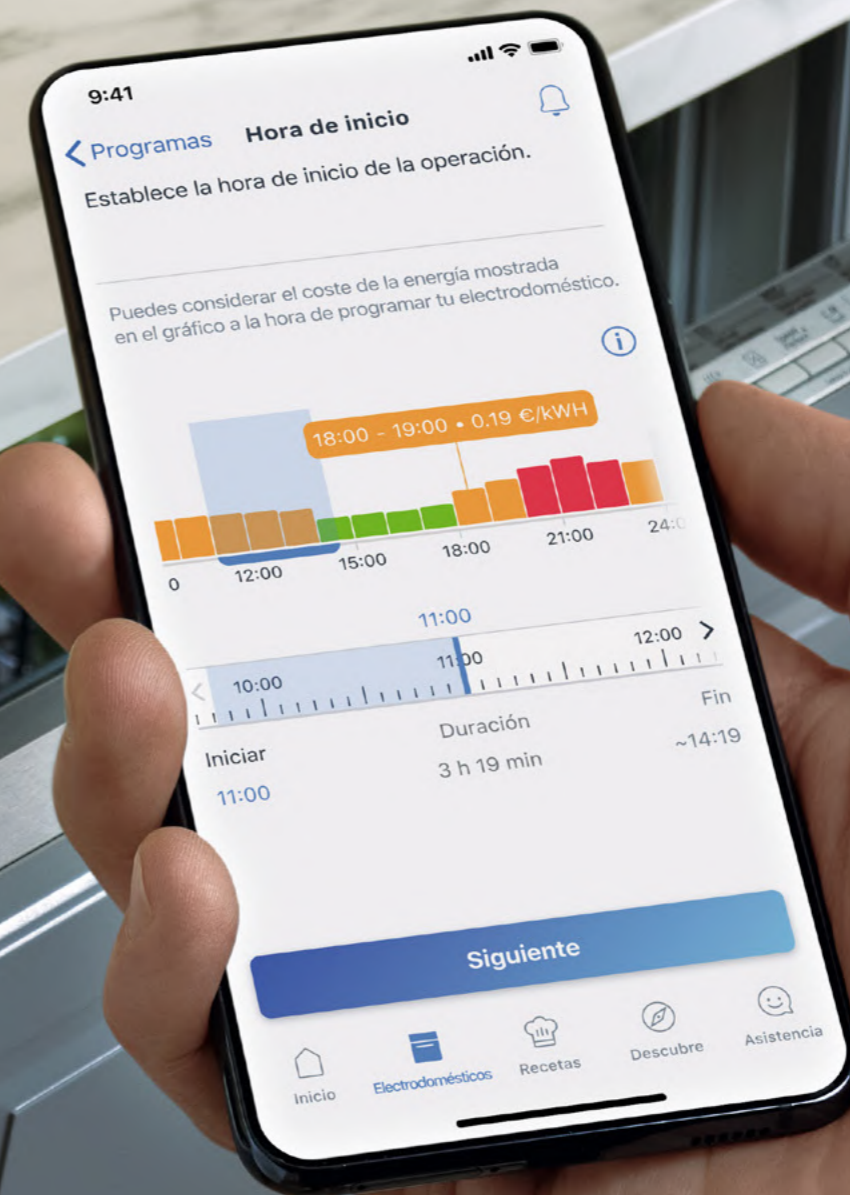 9:41
Programas Hora de inicio
Establece la hora de inicio de la operación.
Puedes considerar el coste de la energía mostrada
en el gráfico a la hora de programar tu electrodoméstico.
18:00 - 19:00 • 0.19 €/kWH
0 12:00 15:00 18:00 21:00 24:0
11:00
10:00 11:00 12:00
Iniciar Duración Fin
11:00 3 h 19 min ~14:19
Siguiente
Inicio Electrodomésticos Recetas Descubre Asistencia